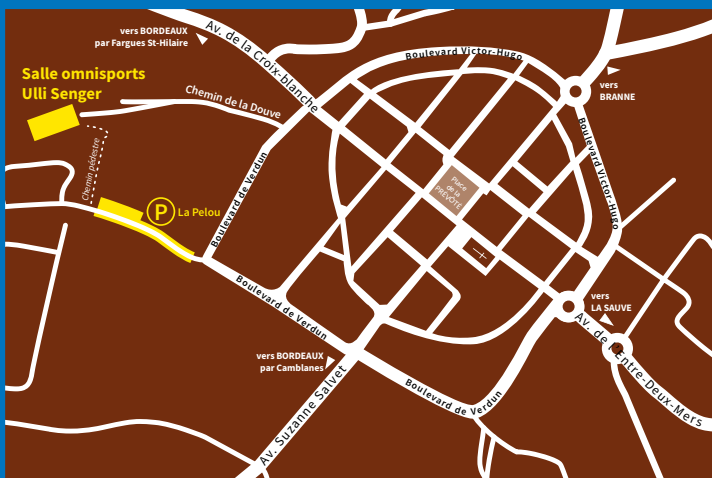 vers BORDEAUX
par Fargues St-Hilaire
Av. de la Croix-blanche
Boulevard Victor-Hugo
Salle omnisports
Ulli Senger
Chemin de la Douve
vers
BRANNE
Boulevard Victor-Hugo
Chemin pédestre
Boulevard de Verdun
Place
de la
PRÉVÔTÉ
P
La Pelou
Boulevard de Verdun
vers
LA SAUVE
Av. de l'Entre-Deux-Mers
vers BORDEAUX
par Camblanes
Av. Suzanne Salvet
Boulevard de Verdun